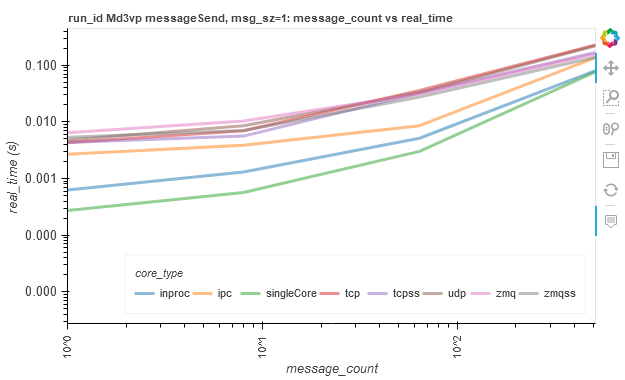 run_id Md3vp messageSend, msg_sz=1: message_count vs real_time
0.100
0.010
0.001
0.000
0.000
real_time (s)
core_type
inproc ipc singleCore tcp tcpss udp zmq zmqss
10^0 10^1 10^2
message_count